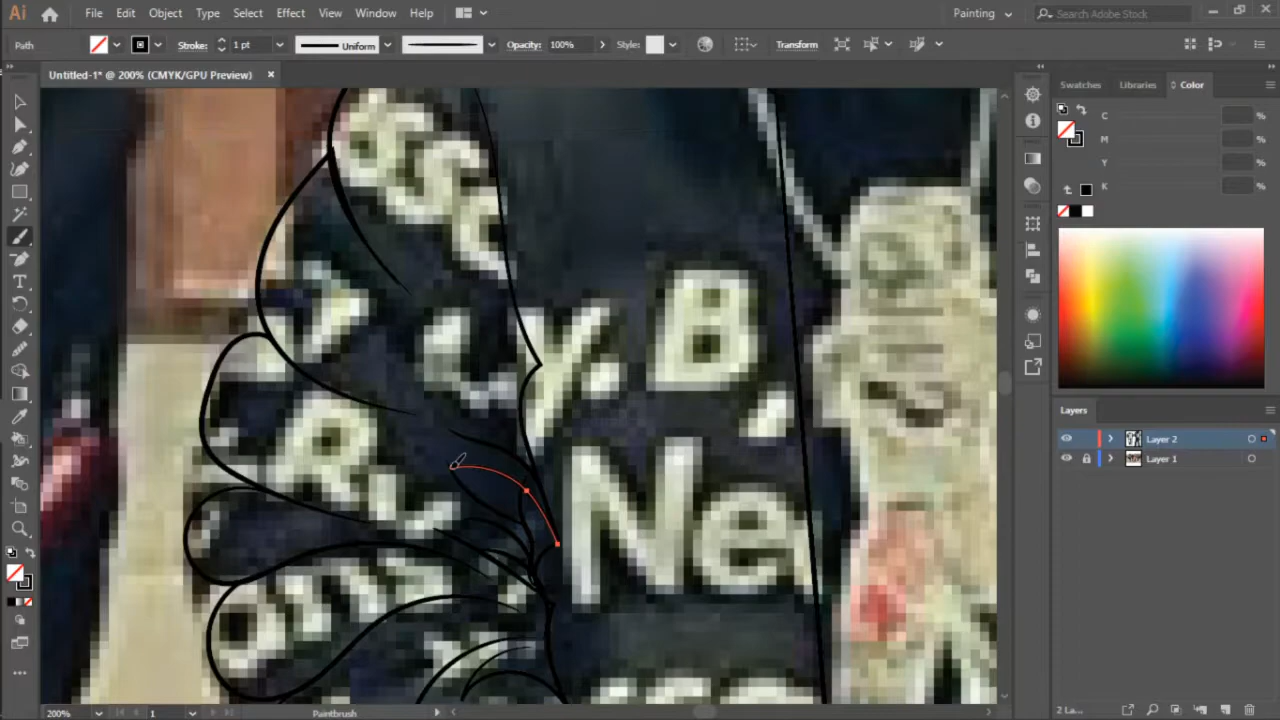 Ai File Edit Object Type Select Effect View Window Help Painting Search Adobe Stock
Path Stroke: 1 pt Uniform Opacity: 100% Style: Transform
Untitled-1* @ 200% (CMYK/GPU Preview) × Swatches Libraries Color
C %
M %
Y %
K %
B
Ne
Layers
Layer 2
Layer 1
200% 1 Paintbrush 2 La...